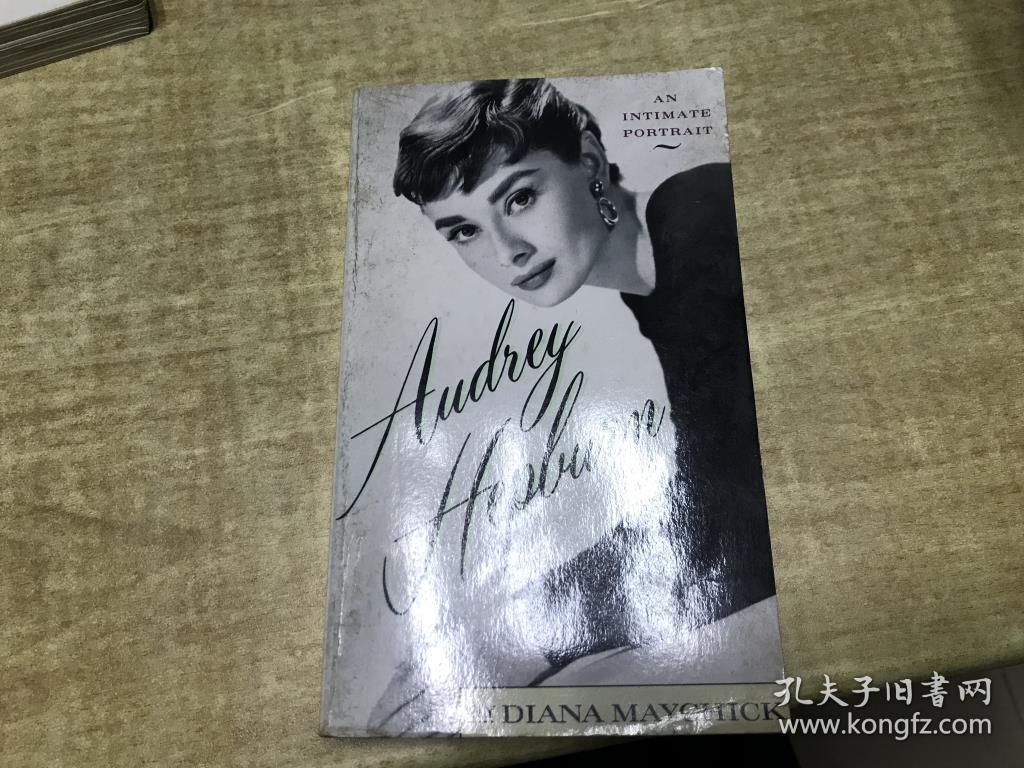 AN
INTIMATE
PORTRAIT
Audrey
Hepburn
DIANA MAYCHICK
孔夫子旧书网
www.kongfz.com